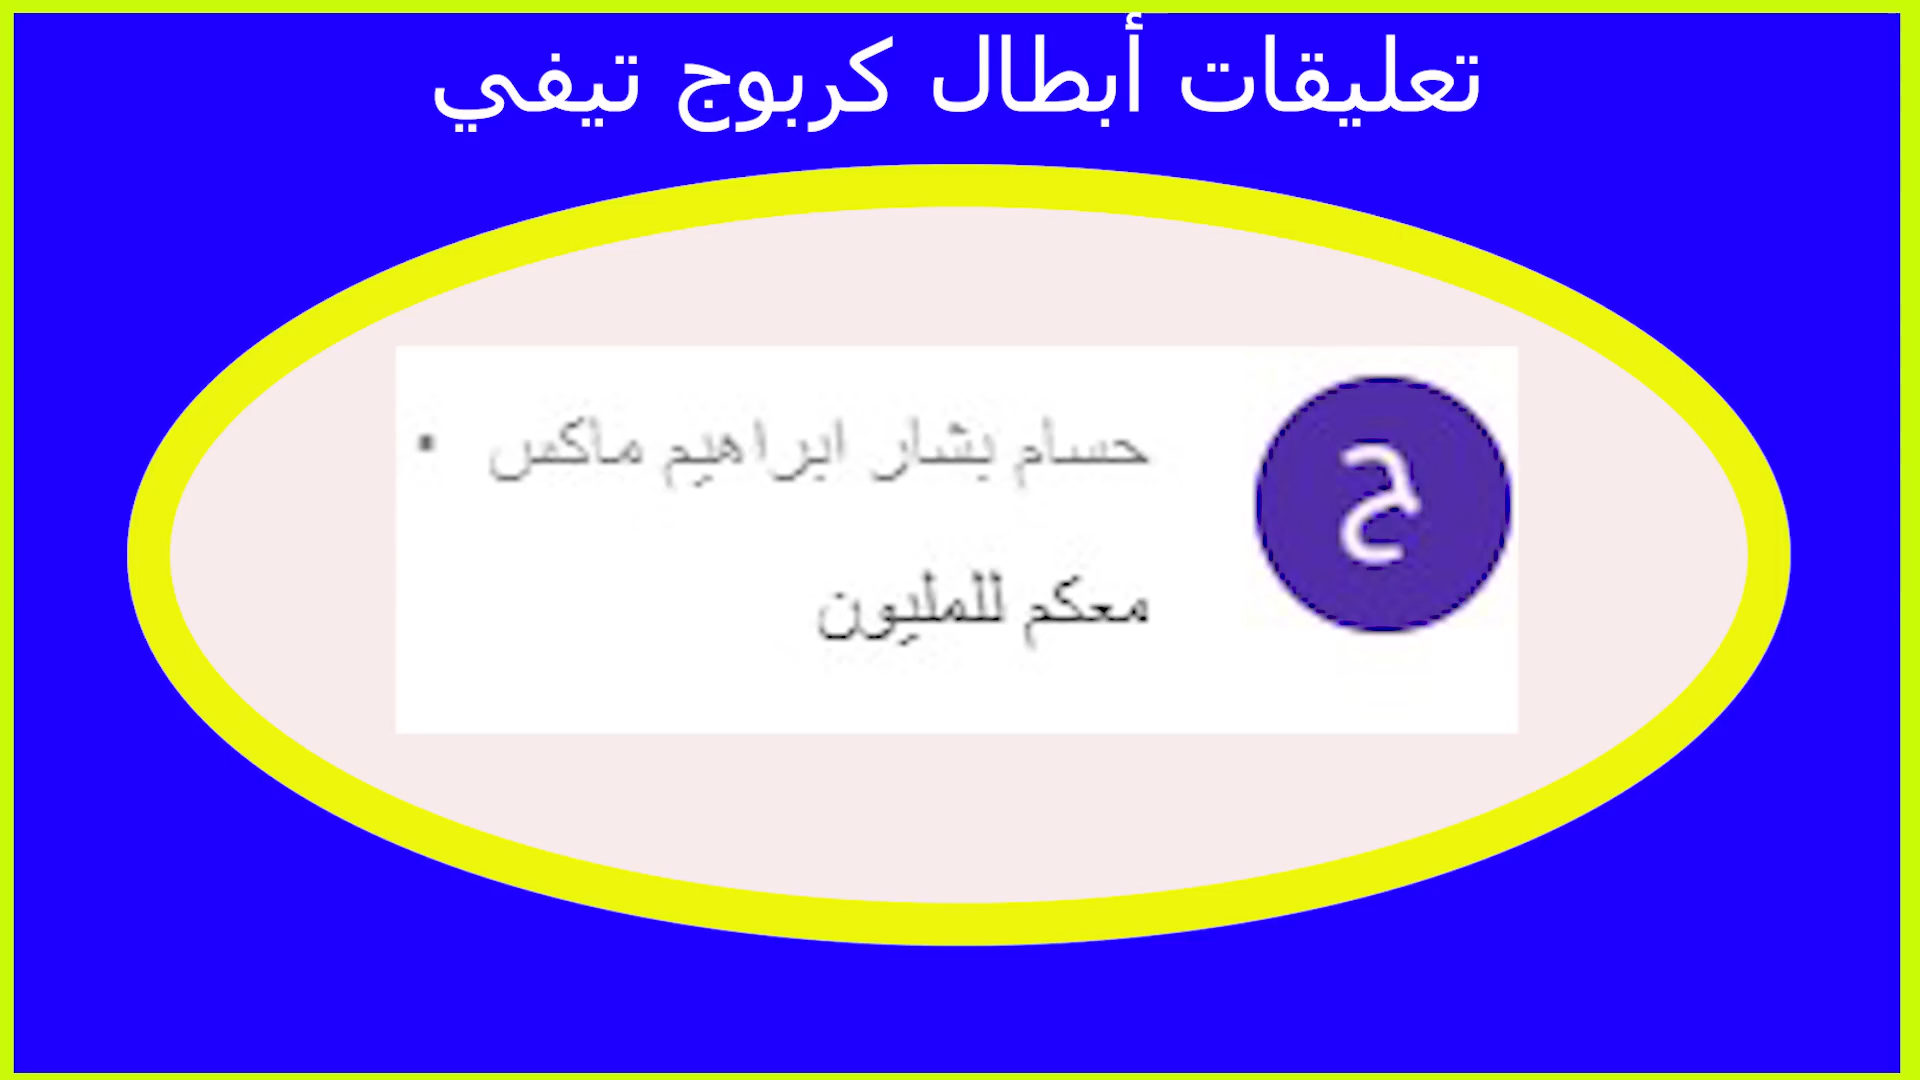 تعليقات أبطال كربوج تيفي
حسام بشار ابراهيم ماكس •
ح
معكم للمليون